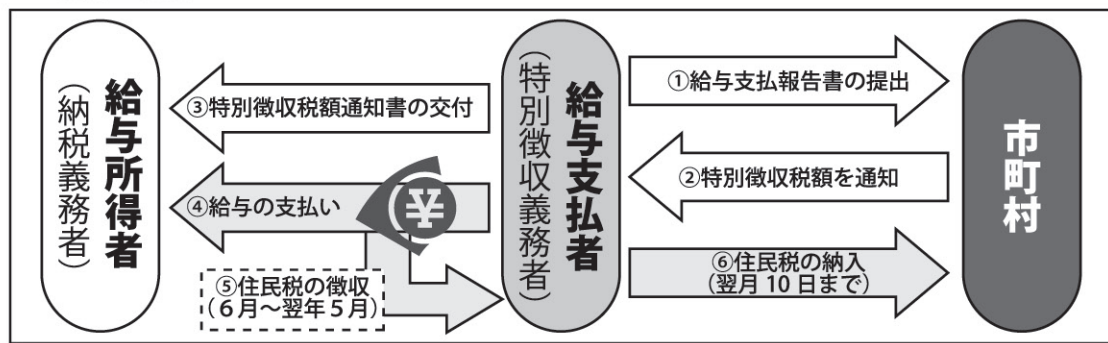 給与所得者
（納税義務者）
③特別徴収税額通知書の交付
④給与の支払い
¥
⑤住民税の徴収
（６月～翌年５月）
給与支払者
（特別徴収義務者）
①給与支払報告書の提出
②特別徴収税額を通知
⑥住民税の納入
（翌月 10 日まで）
市町村